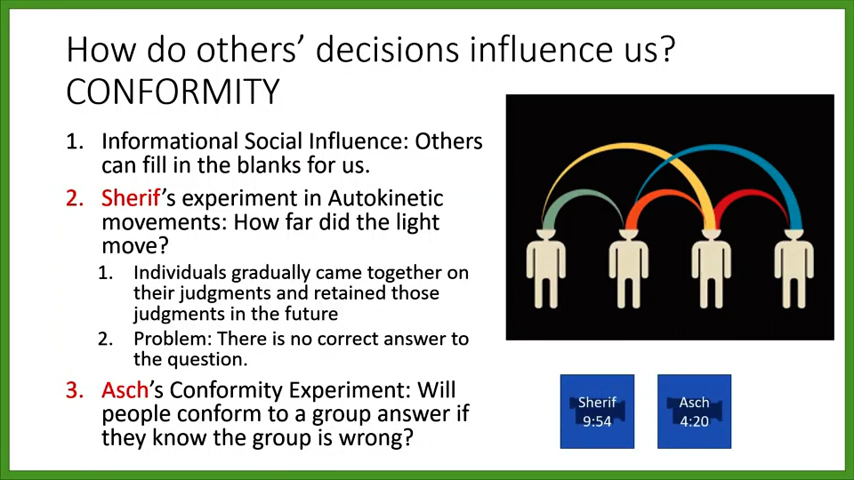 How do others’ decisions influence us?
CONFORMITY
1. Informational Social Influence: Others
can fill in the blanks for us.
2. Sherif’s experiment in Autokinetic
movements: How far did the light
move?
1. Individuals gradually came together on
their judgments and retained those
judgments in the future
2. Problem: There is no correct answer to
the question.
3. Asch’s Conformity Experiment: Will
people conform to a group answer if
they know the group is wrong?
Sherif
9:54
Asch
4:20